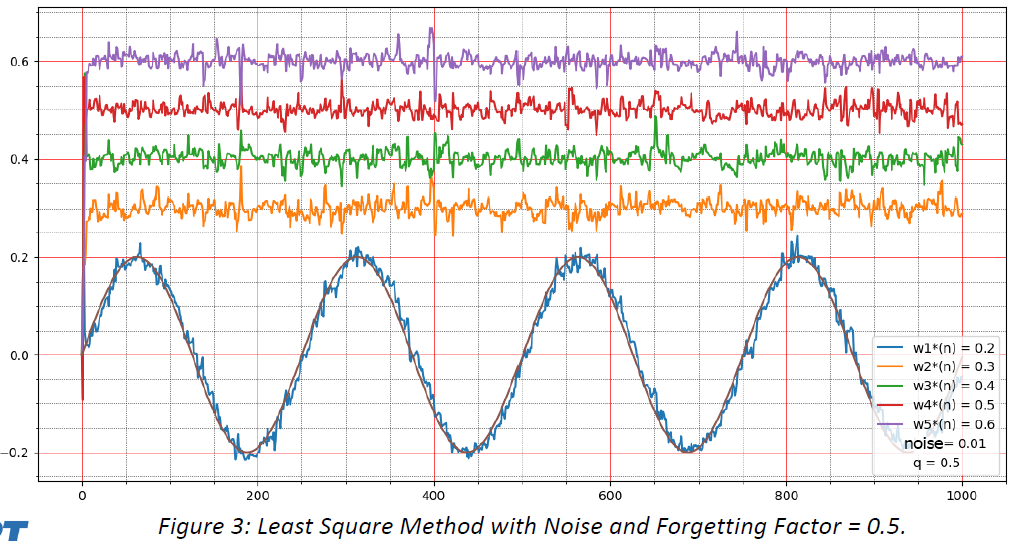 0.6
0.4
0.2
0.0
−0.2
0
200
400
600
800
1000
w1*(n) = 0.2
w2*(n) = 0.3
w3*(n) = 0.4
w4*(n) = 0.5
w5*(n) = 0.6
noise= 0.01
q = 0.5
Figure 3: Least Square Method with Noise and Forgetting Factor = 0.5.